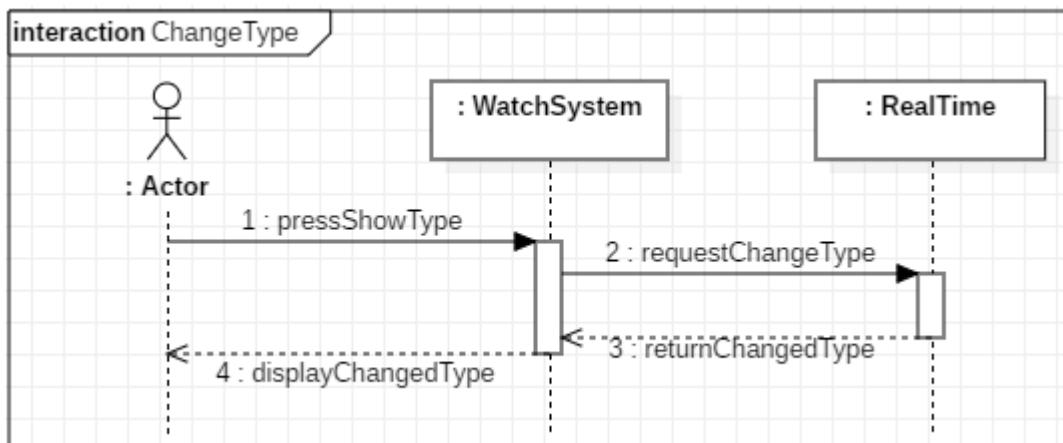 interaction ChangeType
: WatchSystem
: RealTime
: Actor
1 : pressShowType
2 : requestChangeType
3 : returnChangedType
4 : displayChangedType